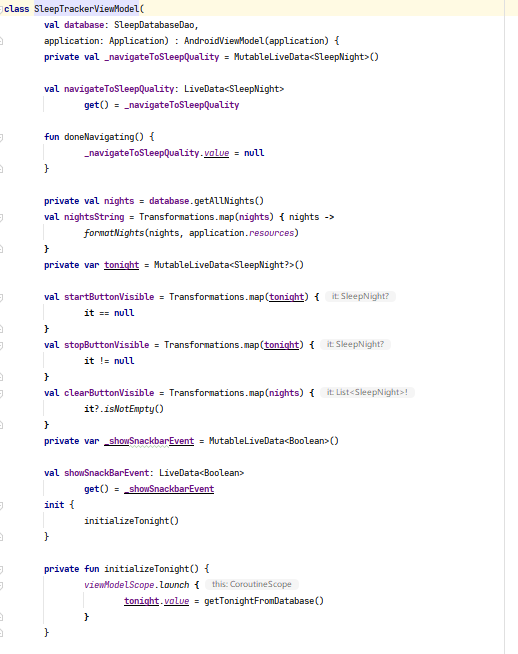 class SleepTrackerViewModel(
val database: SleepDatabaseDao,
application: Application) : AndroidViewModel(application) {
private val _navigateToSleepQuality = MutableLiveData<SleepNight>()
val navigateToSleepQuality: LiveData<SleepNight>
get() = _navigateToSleepQuality
fun doneNavigating() {
_navigateToSleepQuality.value = null
}
private val nights = database.getAllNights()
val nightsString = Transformations.map(nights) { nights ->
formatNights(nights, application.resources)
}
private var tonight = MutableLiveData<SleepNight?>()
val startButtonVisible = Transformations.map(tonight) { it: SleepNight?
it == null
}
val stopButtonVisible = Transformations.map(tonight) { it: SleepNight?
it != null
}
val clearButtonVisible = Transformations.map(nights) { it: List<SleepNight>!
it?.isNotEmpty()
}
private var _showSnackbarEvent = MutableLiveData<Boolean>()
val showSnackBarEvent: LiveData<Boolean>
get() = _showSnackbarEvent
init {
initializeTonight()
}
private fun initializeTonight() {
viewModelScope.launch { this: CoroutineScope
tonight.value = getTonightFromDatabase()
}
}